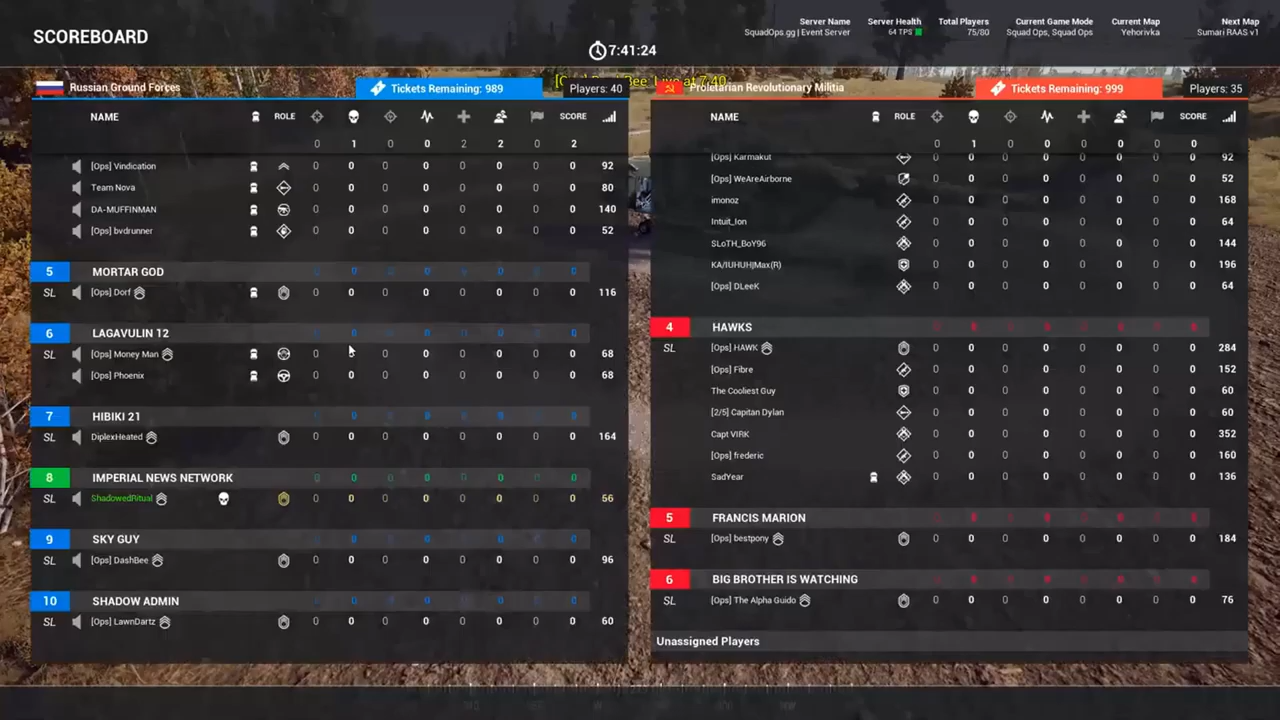 SCOREBOARD
Server Name
SquadOps.gg | Event Server
Server Health
64 TPS
Total Players
75/80
Current Game Mode
Squad Ops, Squad Ops
Current Map
Yehorivka
Next Map
Sumari RAAS v1
7:41:24
Russian Ground Forces
Tickets Remaining: 989
Players: 40
NAME ROLE SCORE
0 1 0 0 2 2 0 2
[Ops] Vindication 0 0 0 0 0 0 0 0 92
Team Nova 0 0 0 0 0 0 0 0 80
DA-MUFFINMAN 0 0 0 0 0 0 0 0 140
[Ops] bvdrunner 0 0 0 0 0 0 0 0 52
5 MORTAR GOD
SL [Ops] Dorf 0 0 0 0 0 0 0 0 116
6 LAGAVULIN 12
SL [Ops] Money Man 0 0 0 0 0 0 0 0 68
[Ops] Phoenix 0 0 0 0 0 0 0 0 68
7 HIBIKI 21
SL DiplexHeated 0 0 0 0 0 0 0 0 164
8 IMPERIAL NEWS NETWORK
SL ShadowedRitual 0 0 0 0 0 0 0 0 56
9 SKY GUY
SL [Ops] DashBee 0 0 0 0 0 0 0 0 96
10 SHADOW ADMIN
SL [Ops] LawnDartz 0 0 0 0 0 0 0 0 60
Proletarian Revolutionary Militia
Tickets Remaining: 999
Players: 35
NAME ROLE SCORE
0 1 0 0 0 0 0 0
[Ops] Karmakut 0 0 0 0 0 0 0 0 92
[Ops] WeAreAirborne 0 0 0 0 0 0 0 0 52
imonoz 0 0 0 0 0 0 0 0 168
Intuit_Ion 0 0 0 0 0 0 0 0 64
SLoTH_BoY96 0 0 0 0 0 0 0 0 144
KA/IUHUH|Max(R) 0 0 0 0 0 0 0 0 196
[Ops] DLeeK 0 0 0 0 0 0 0 0 64
4 HAWKS
SL [Ops] HAWK 0 0 0 0 0 0 0 0 284
[Ops] Fibre 0 0 0 0 0 0 0 0 152
The Cooliest Guy 0 0 0 0 0 0 0 0 60
[2/5] Capitan Dylan 0 0 0 0 0 0 0 0 60
Capt VIRK 0 0 0 0 0 0 0 0 352
[Ops] frederic 0 0 0 0 0 0 0 0 160
SadYear 0 0 0 0 0 0 0 0 136
5 FRANCIS MARION
SL [Ops] bestpony 0 0 0 0 0 0 0 0 184
6 BIG BROTHER IS WATCHING
SL [Ops] The Alpha Guido 0 0 0 0 0 0 0 0 76
Unassigned Players